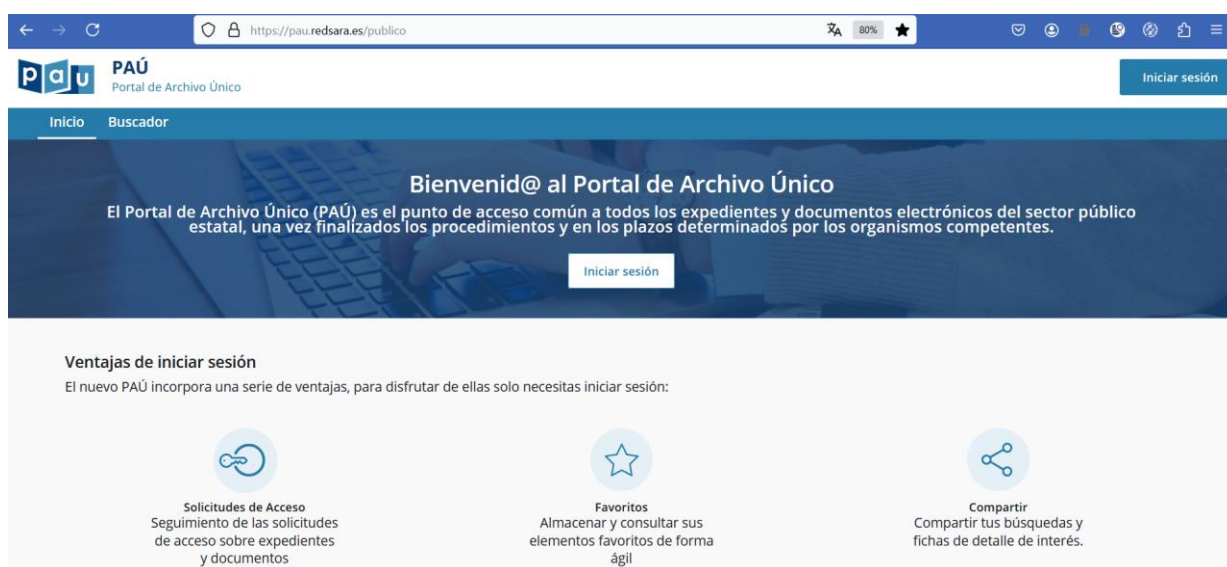 https://pau.redsara.es/publico
80%
pau
PAÚ
Portal de Archivo Único
Iniciar sesión
Inicio
Buscador
Bienvenid@ al Portal de Archivo Único
El Portal de Archivo Único (PAÚ) es el punto de acceso común a todos los expedientes y documentos electrónicos del sector público
estatal, una vez finalizados los procedimientos y en los plazos determinados por los organismos competentes.
Iniciar sesión
Ventajas de iniciar sesión
El nuevo PAÚ incorpora una serie de ventajas, para disfrutar de ellas solo necesitas iniciar sesión:
Solicitudes de Acceso
Seguimiento de las solicitudes
de acceso sobre expedientes
y documentos
Favoritos
Almacenar y consultar sus
elementos favoritos de forma
ágil
Compartir
Compartir tus búsquedas y
fichas de detalle de interés.